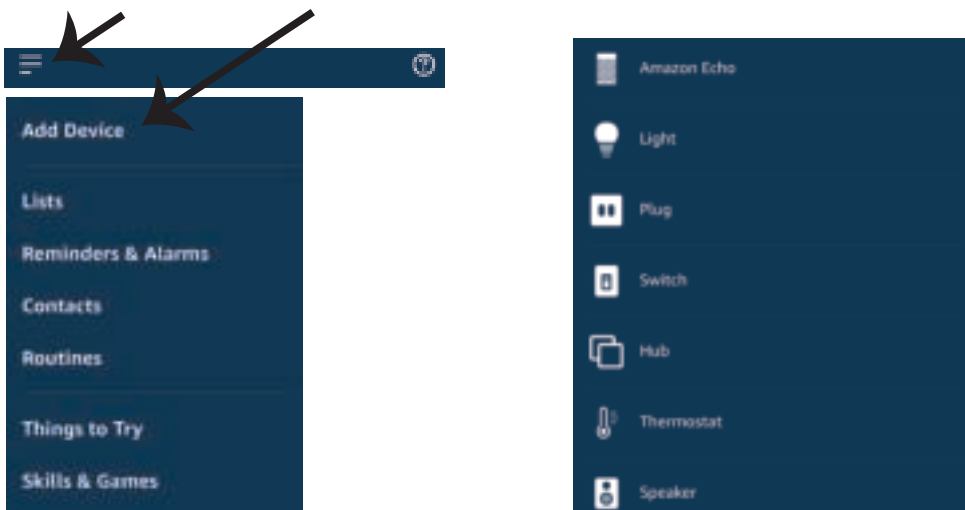 Add Device
Lists
Reminders & Alarms
Contacts
Routines
Things to Try
Skills & Games
Amazon Echo
Light
Plug
Switch
Hub
Thermostat
Speaker